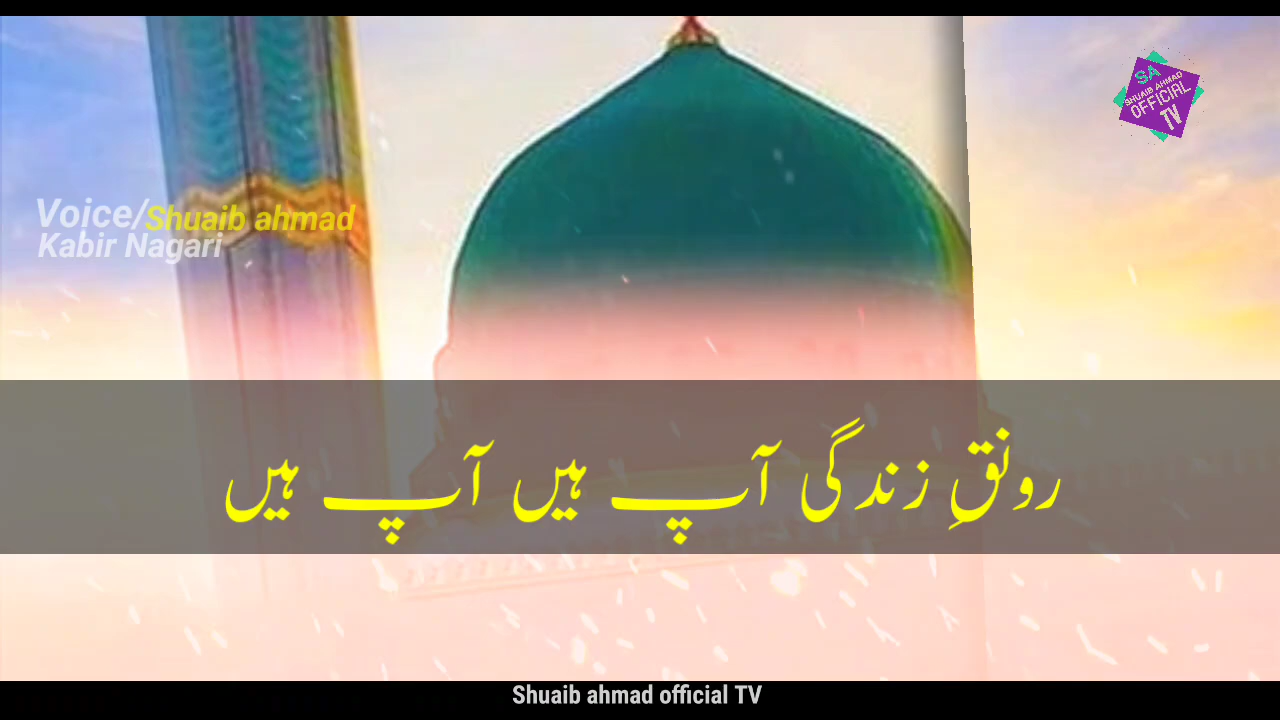 SA
SHUAIB AHMAD
OFFICIAL
TV
Voice/Shuaib ahmad
Kabir Nagari
رونقِ زندگی آپ ہیں آپ ہیں
Shuaib ahmad official TV